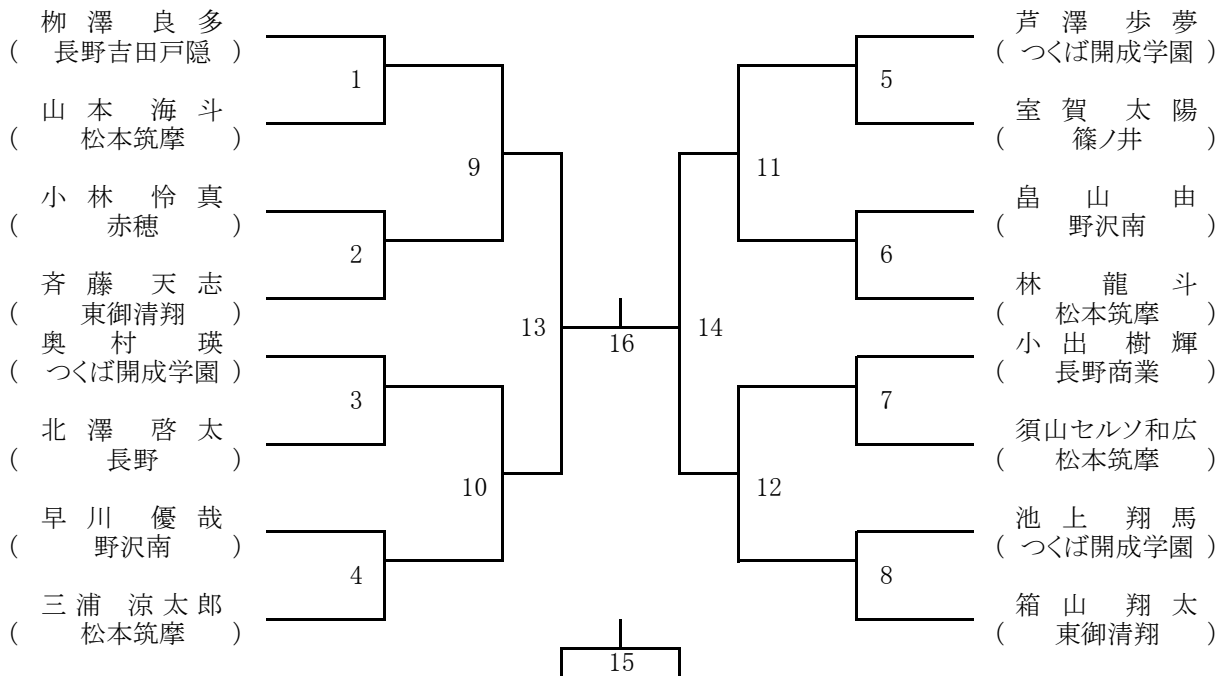 栁澤良多
( 長野吉田戸隠 )
1
山本海斗
( 松本筑摩 )
9
小林怜真
( 赤穂 )
2
斉藤天志
( 東御清翔 )
13
奥村瑛
( つくば開成学園 )
3
北澤啓太
( 長野 )
10
早川優哉
( 野沢南 )
4
三浦涼太郎
( 松本筑摩 )
16
15
芦澤歩夢
( つくば開成学園 )
5
室賀太陽
( 篠ノ井 )
11
畠山由
( 野沢南 )
6
林龍斗
( 松本筑摩 )
14
小出樹輝
( 長野商業 )
7
須山セルソ和広
( 松本筑摩 )
12
池上翔馬
( つくば開成学園 )
8
箱山翔太
( 東御清翔 )